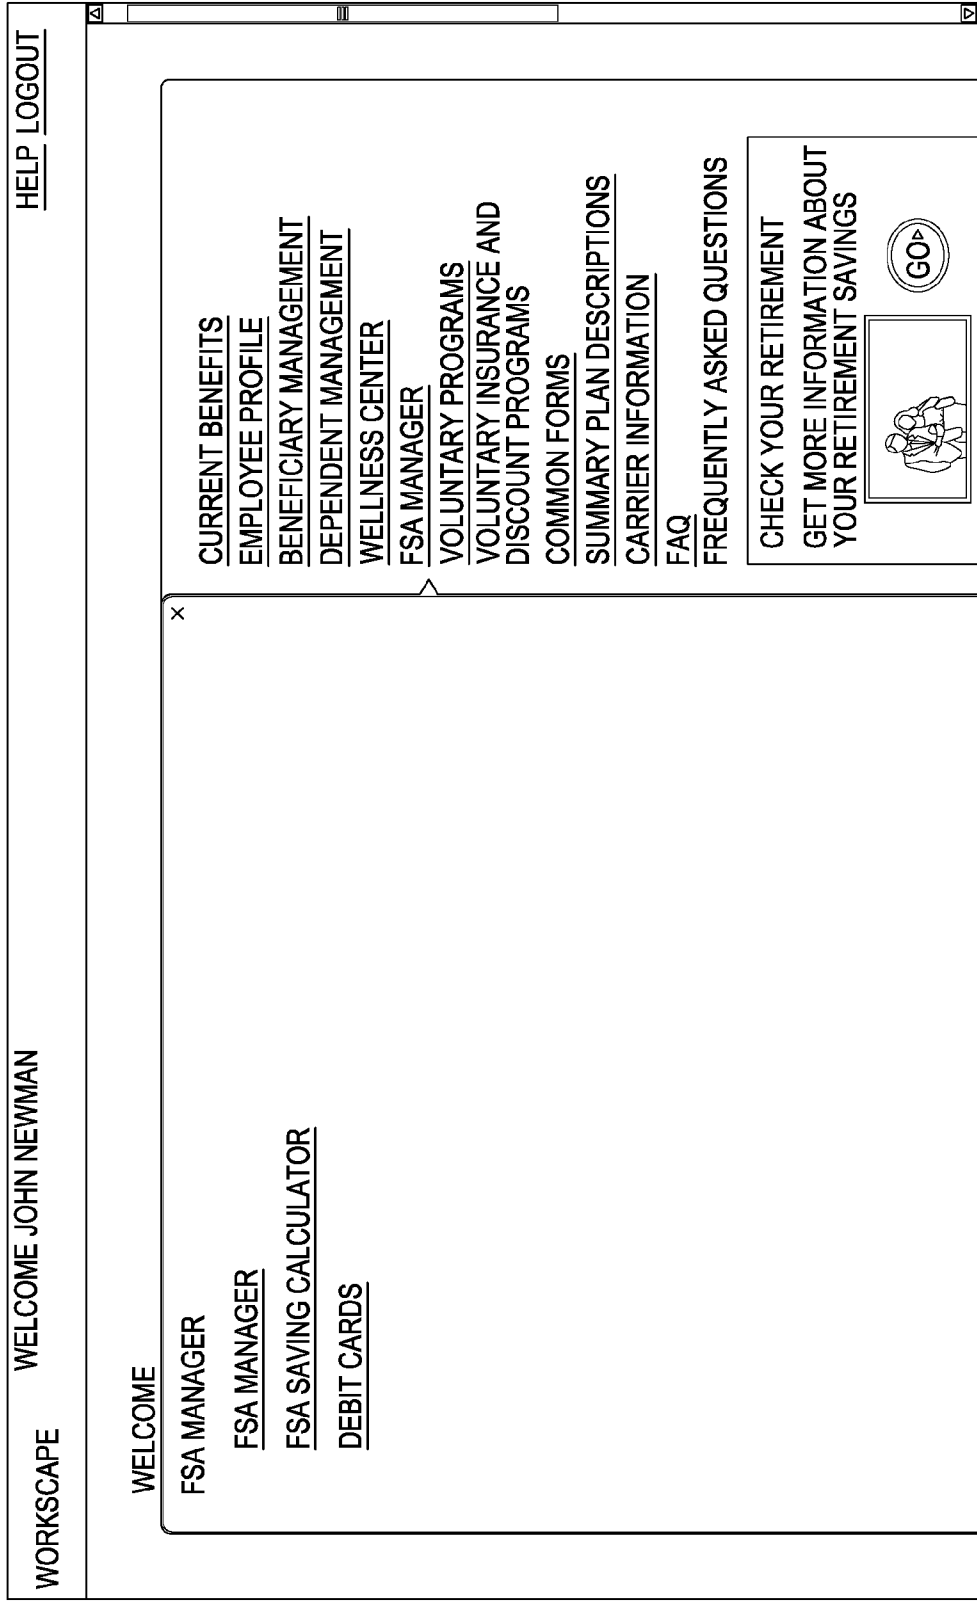 WORKSCAPE
WELCOME JOHN NEWMAN
HELP LOGOUT
WELCOME
FSA MANAGER
FSA MANAGER
FSA SAVING CALCULATOR
DEBIT CARDS
X
CURRENT BENEFITS
EMPLOYEE PROFILE
BENEFICIARY MANAGEMENT
DEPENDENT MANAGEMENT
WELLNESS CENTER
FSA MANAGER
VOLUNTARY PROGRAMS
VOLUNTARY INSURANCE AND
DISCOUNT PROGRAMS
COMMON FORMS
SUMMARY PLAN DESCRIPTIONS
CARRIER INFORMATION
FAQ
FREQUENTLY ASKED QUESTIONS
CHECK YOUR RETIREMENT
GET MORE INFORMATION ABOUT
YOUR RETIREMENT SAVINGS
GO